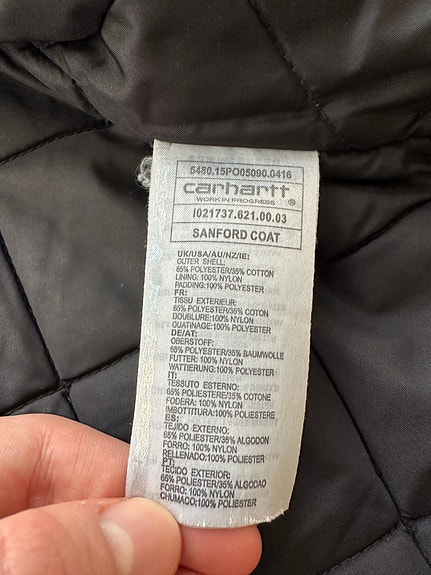 5480.15PO05090.0416
carhartt
WORK IN PROGRESS ®
I021737.621.00.03
SANFORD COAT
UK/USA/AU/NZ/IE:
OUTER SHELL:
65% POLYESTER/35% COTTON
LINING: 100% NYLON
PADDING:100% POLYESTER
FR:
TISSU EXTERIEUR:
65% POLYESTER/35% COTON
DOUBLURE:100% NYLON
OUATINAGE:100% POLYESTER
DE/AT:
OBERSTOFF:
65% POLYESTER/35% BAUMWOLLE
FUTTER: 100% NYLON
WATTIERUNG:100% POLYESTER
IT:
TESSUTO ESTERNO:
65% POLIESTERE/35% COTONE
FODERA: 100% NYLON
IMBOTTITURA:100% POLIESTERE
ES:
TEJIDO EXTERNO:
65% POLIESTER/35% ALGODON
FORRO: 100% NYLON
RELLENADO:100% POLIESTER
PT:
TECIDO EXTERIOR:
65% POLIESTER/35% ALGODAO
FORRO: 100% NYLON
CHUMACO:100% POLIESTER